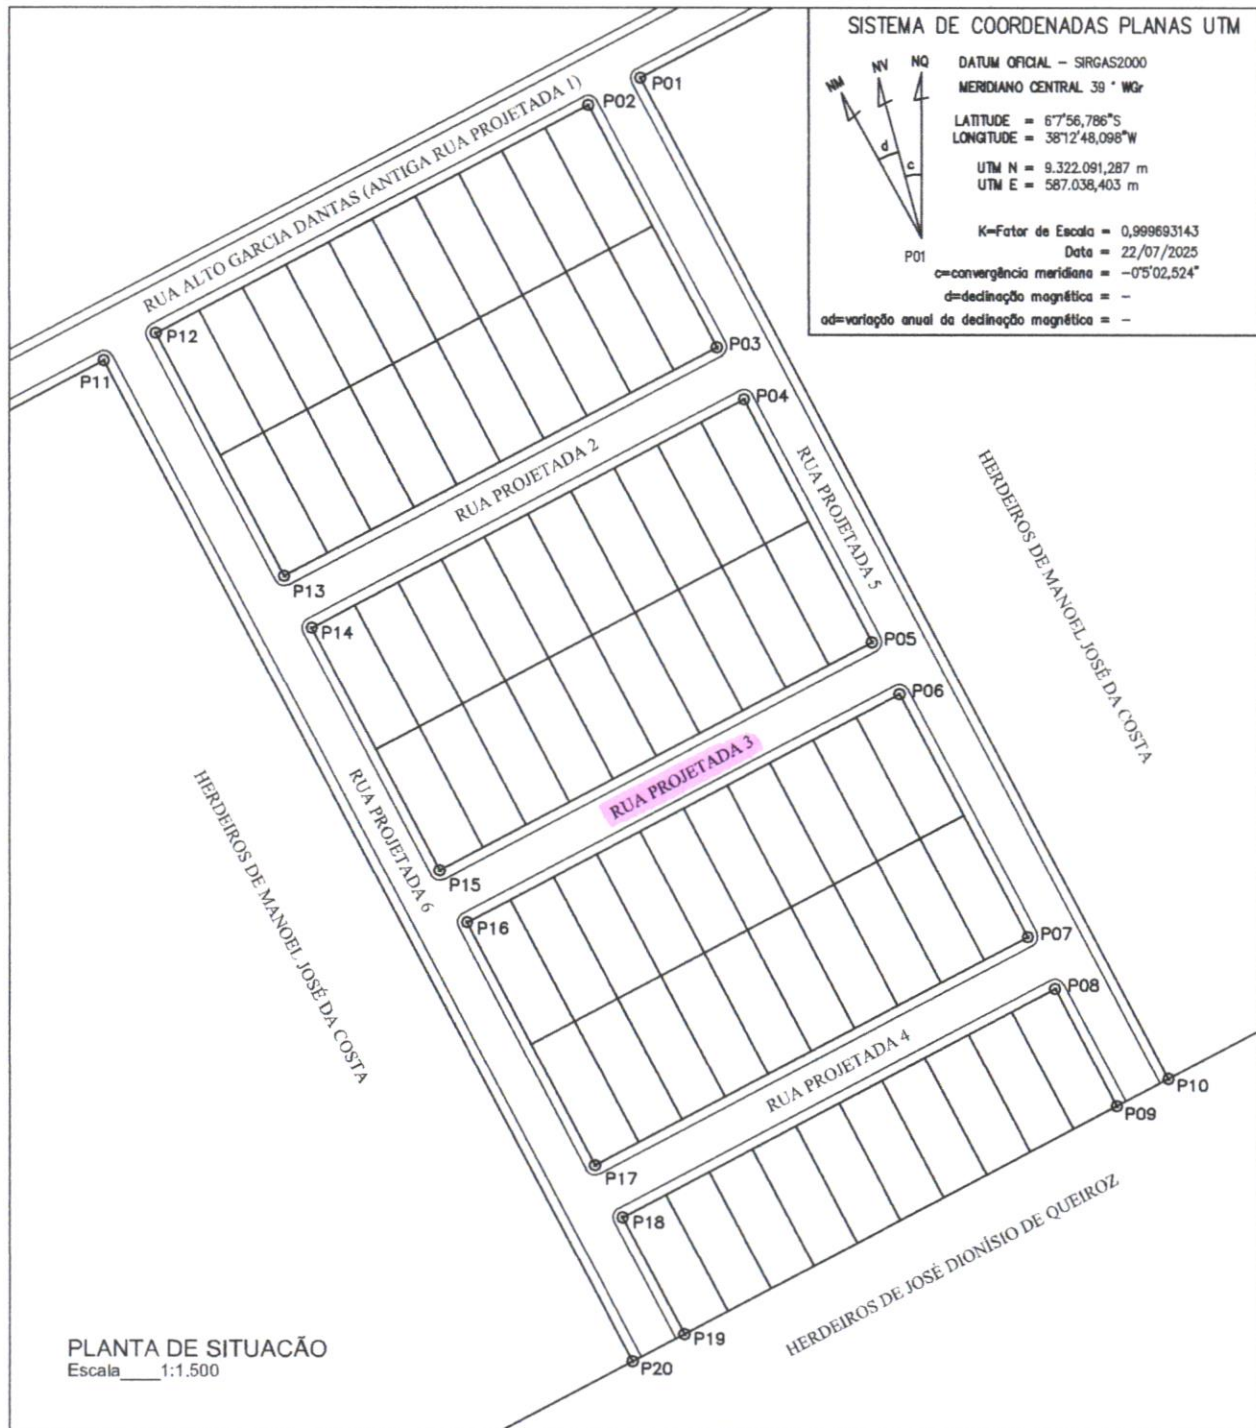 SISTEMA DE COORDENADAS PLANAS UTM
NM
NV
NQ
d
c
P01
DATUM OFICIAL - SIRGAS2000
MERIDIANO CENTRAL 39 ° WGr
LATITUDE = 6°7'56,786"S
LONGITUDE = 38°12'48,098"W
UTM N = 9.322.091,287 m
UTM E = 587.038,403 m
K=Fator de Escala = 0,999693143
Data = 22/07/2025
c=convergência meridiana = -0°5'02,524"
d=declinação magnética = -
ad=variação anual da declinação magnética = -
P01
P02
RUA ALTO GARCIA DANTAS (ANTIGA RUA PROJETADA 1)
P12
P11
P03
P04
RUA PROJETADA 2
P13
P14
RUA PROJETADA 5
HERDEIROS DE MANOEL JOSÉ DA COSTA
P05
P06
RUA PROJETADA 3
RUA PROJETADA 6
HERDEIROS DE MANOEL JOSÉ DA COSTA
P15
P16
P07
P08
RUA PROJETADA 4
P10
P09
P17
P18
HERDEIROS DE JOSÉ DIONÍSIO DE QUEIROZ
P19
P20
PLANTA DE SITUACÃO
Escala____1:1.500